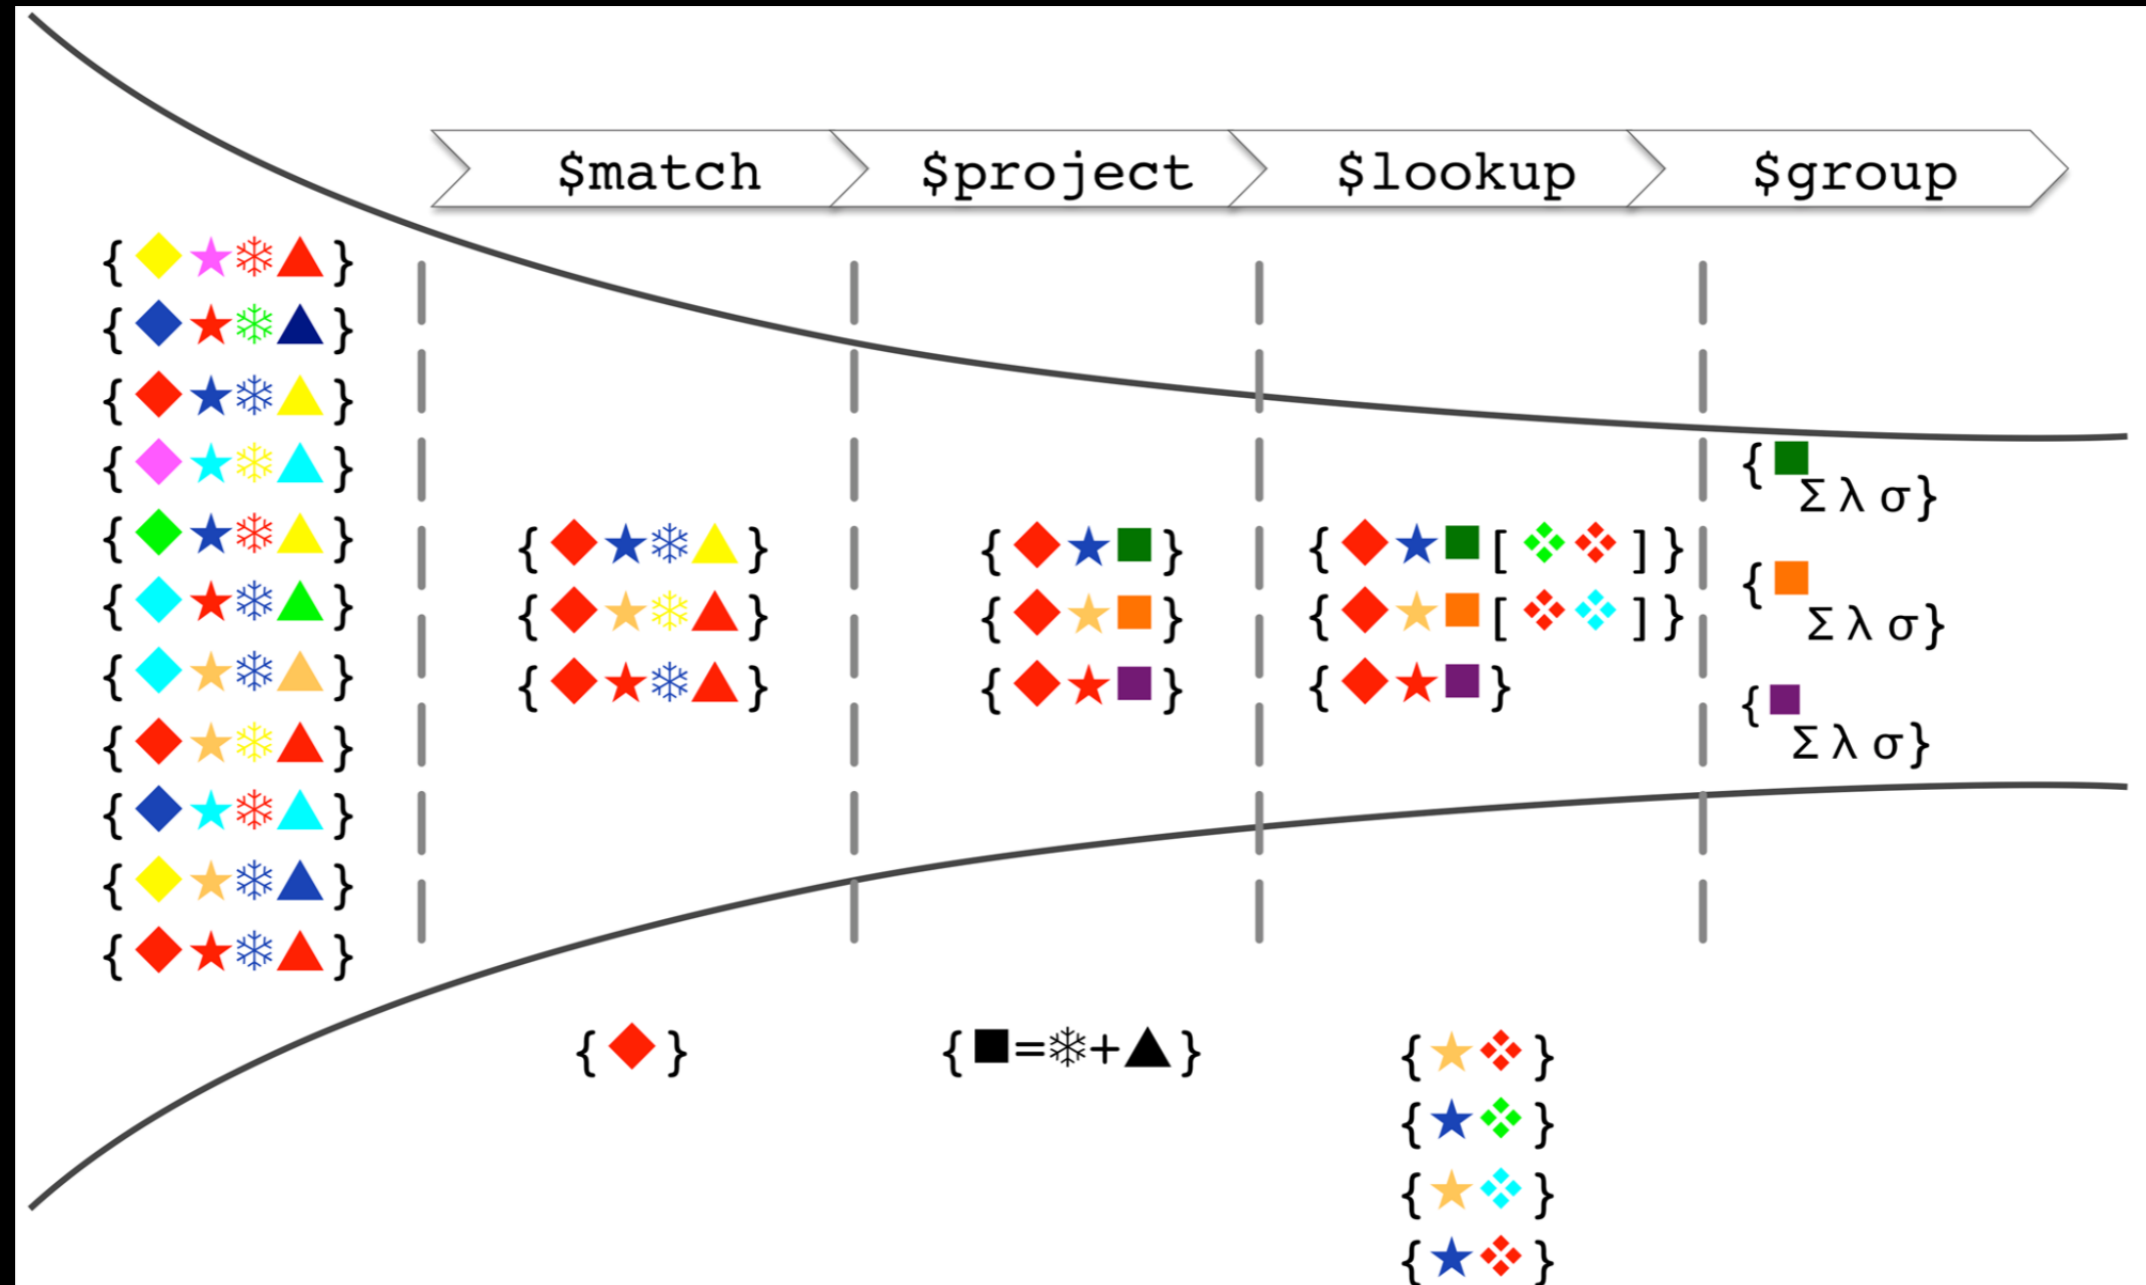 $match $project $lookup $group
{ ◆ ★ ❄ ▲ }
{ ◆ ★ ❄ ▲ }
{ ◆ ★ ❄ ▲ }
{ ◆ ★ ❄ ▲ }
{ ◆ ★ ❄ ▲ }
{ ◆ ★ ❄ ▲ }
{ ◆ ★ ❄ ▲ }
{ ◆ ★ ❄ ▲ }
{ ◆ ★ ❄ ▲ }
{ ◆ ★ ❄ ▲ }
{ ◆ ★ ❄ ▲ }
{ ◆ ★ ❄ ▲ }
{ ◆ ★ ❄ ▲ }
{ ◆ ★ ❄ ▲ }
{ ◆ }
{ ◆ ★ ■ }
{ ◆ ★ ■ }
{ ◆ ★ ■ }
{ ■=❄+▲ }
{ ◆ ★ ■ [ ❖ ❖ ] }
{ ◆ ★ ■ [ ❖ ❖ ] }
{ ◆ ★ ■ }
{ ★ ❖ }
{ ★ ❖ }
{ ★ ❖ }
{ ★ ❖ }
{ ■
Σ λ σ}
{ ■
Σ λ σ}
{ ■
Σ λ σ}